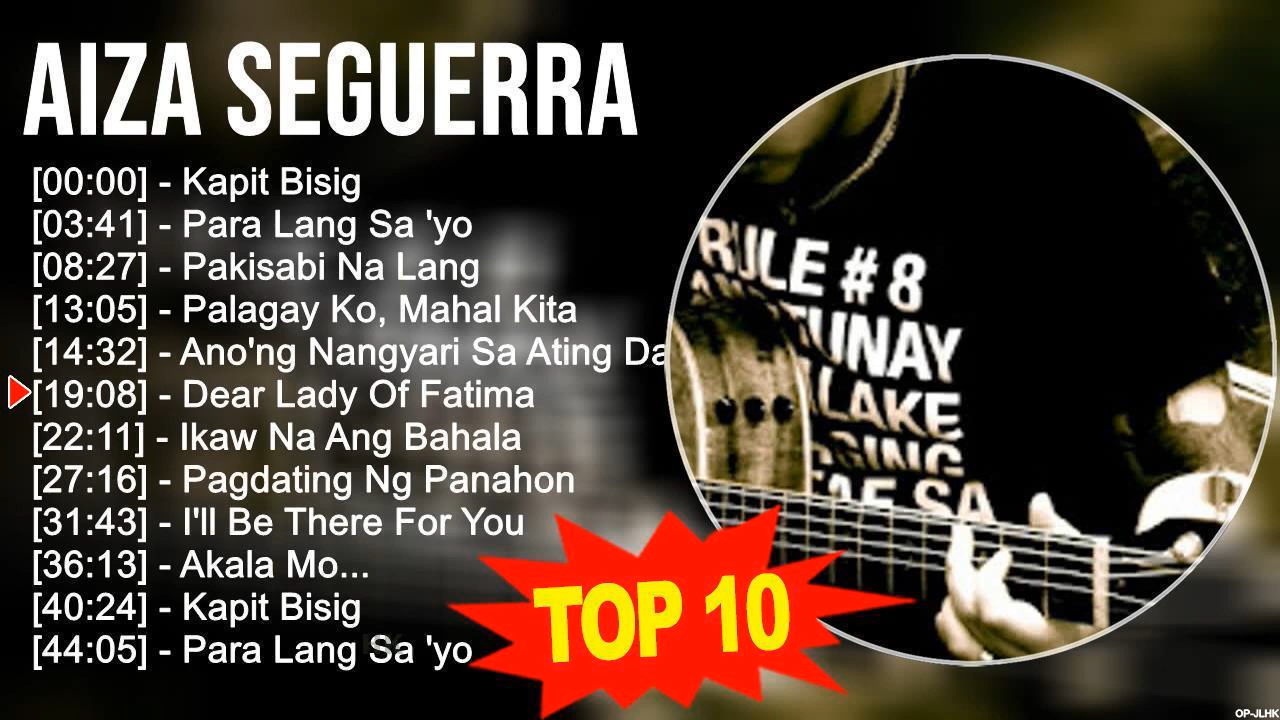 AIZA SEGUERRA
[00:00] - Kapit Bisig
[03:41] - Para Lang Sa 'yo
[08:27] - Pakisabi Na Lang
[13:05] - Palagay Ko, Mahal Kita
[14:32] - Ano'ng Nangyari Sa Ating Da
[19:08] - Dear Lady Of Fatima
[22:11] - Ikaw Na Ang Bahala
[27:16] - Pagdating Ng Panahon
[31:43] - I'll Be There For You
[36:13] - Akala Mo...
[40:24] - Kapit Bisig
[44:05] - Para Lang Sa 'yo
RULE # 8
TUNAY
LAKE
SA
TOP 10
OP-JLHK